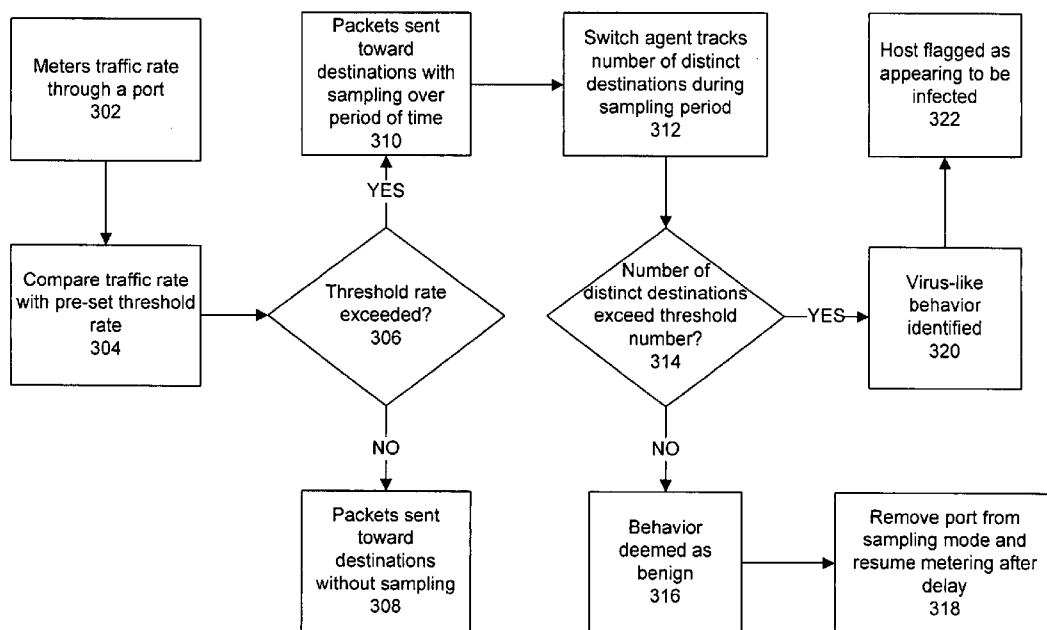 Meters traffic rate
through a port
302
Compare traffic rate
with pre-set threshold
rate
304
Packets sent
toward
destinations with
sampling over
period of time
310
YES
Threshold rate
exceeded?
306
NO
Packets sent
toward
destinations
without sampling
308
Switch agent tracks
number of distinct
destinations during
sampling period
312
Number of
distinct destinations
exceed threshold
number?
314
YES
NO
Behavior
deemed as
benign
316
Remove port from
sampling mode and
resume metering after
delay
318
Host flagged as
appearing to be
infected
322
Virus-like
behavior
identified
320